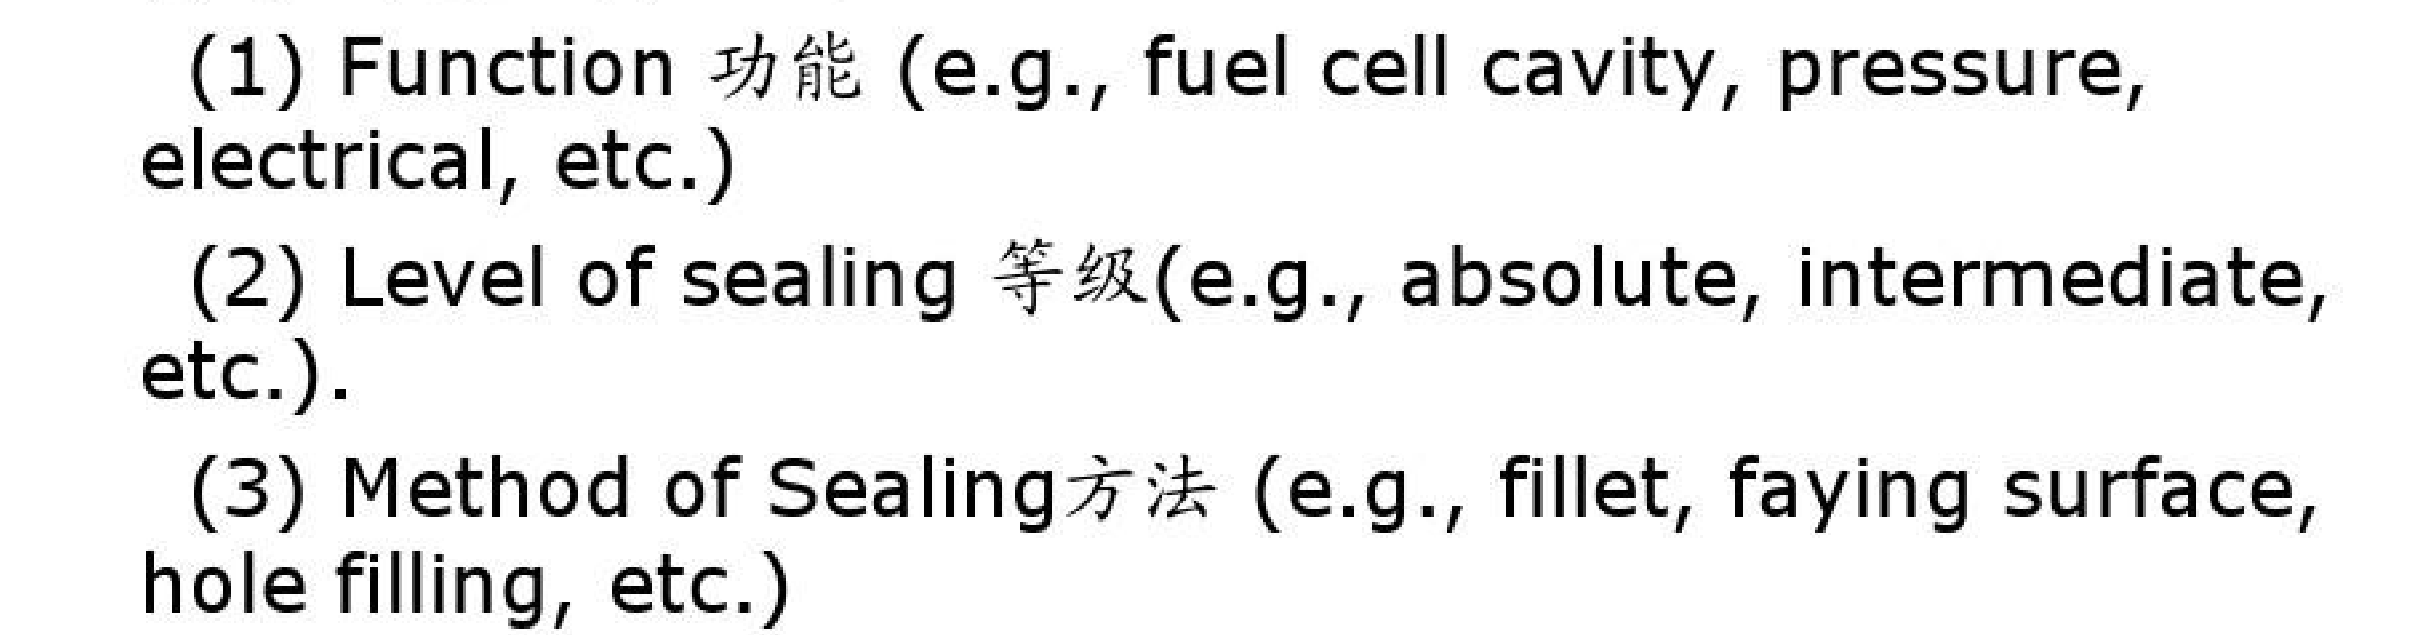 (1) Function 功能 (e.g., fuel cell cavity, pressure,
electrical, etc.)
(2) Level of sealing 等级(e.g., absolute, intermediate,
etc.).
(3) Method of Sealing方法 (e.g., fillet, faying surface,
hole filling, etc.)